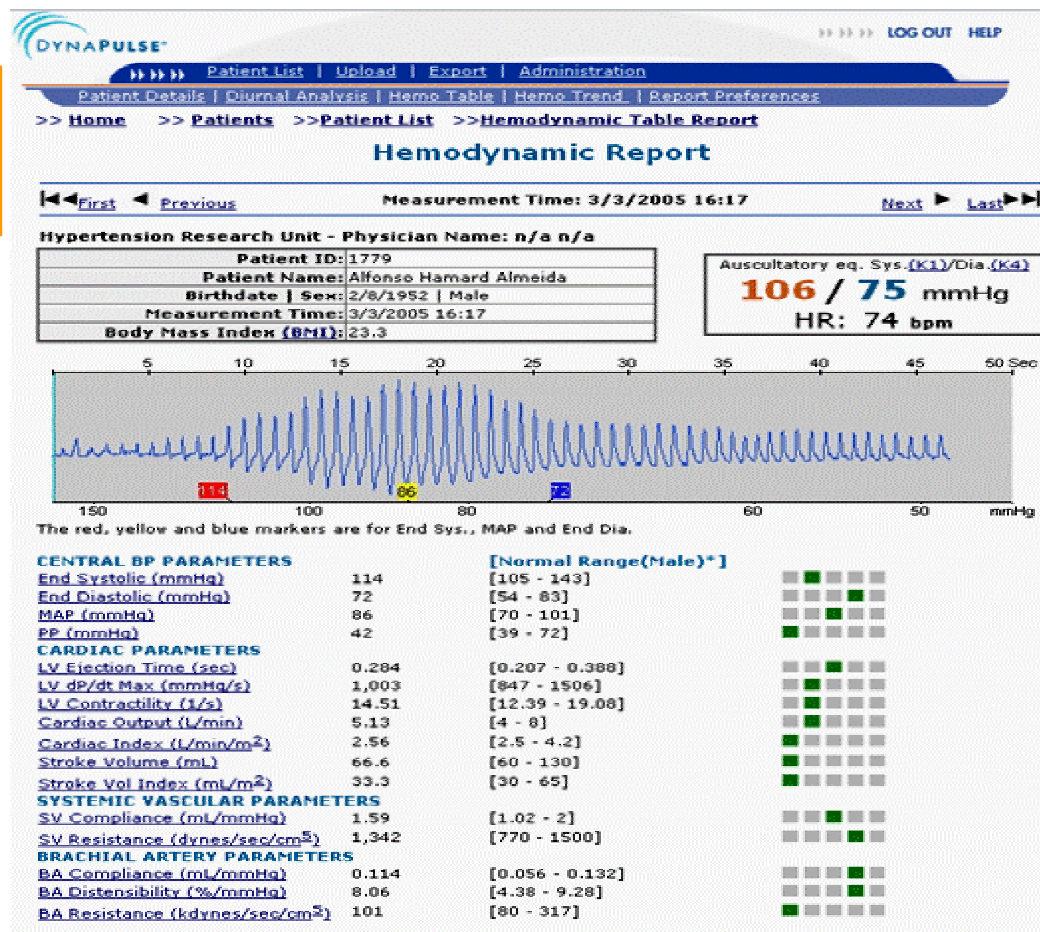 DYNAPULSE™
LOG OUT HELP
Patient List | Upload | Export | Administration
Patient Details | Diurnal Analysis | Hemo Table | Hemo Trend | Report Preferences
>> Home >> Patients >>Patient List >>Hemodynamic Table Report
Hemodynamic Report
First Previous Measurement Time: 3/3/2005 16:17 Next Last
Hypertension Research Unit - Physician Name: n/a n/a
Patient ID: 1779
Patient Name: Alfonso Hamard Almeida
Birthdate | Sex: 2/8/1952 | Male
Measurement Time: 3/3/2005 16:17
Body Mass Index (BMI): 23.3
Auscultatory eq. Sys.(K1)/Dia.(K4)
106 / 75 mmHg
HR: 74 bpm
5 10 15 20 25 30 35 40 45 50 Sec
114 86 72
150 100 80 60 50 mmHg
The red, yellow and blue markers are for End Sys., MAP and End Dia.
CENTRAL BP PARAMETERS [Normal Range(Male)*]
End Systolic (mmHg) 114 [105 - 143]
End Diastolic (mmHg) 72 [54 - 83]
MAP (mmHg) 86 [70 - 101]
PP (mmHg) 42 [39 - 72]
CARDIAC PARAMETERS
LV Ejection Time (sec) 0.284 [0.207 - 0.388]
LV dP/dt Max (mmHg/s) 1,003 [847 - 1506]
LV Contractility (1/s) 14.51 [12.39 - 19.08]
Cardiac Output (L/min) 5.13 [4 - 8]
Cardiac Index (L/min/m²) 2.56 [2.5 - 4.2]
Stroke Volume (mL) 66.6 [60 - 130]
Stroke Vol Index (mL/m²) 33.3 [30 - 65]
SYSTEMIC VASCULAR PARAMETERS
SV Compliance (mL/mmHg) 1.59 [1.02 - 2]
SV Resistance (dynes/sec/cm⁵) 1,342 [770 - 1500]
BRACHIAL ARTERY PARAMETERS
BA Compliance (mL/mmHg) 0.114 [0.056 - 0.132]
BA Distensibility (%/mmHg) 8.06 [4.38 - 9.28]
BA Resistance (kdynes/sec/cm⁵) 101 [80 - 317]